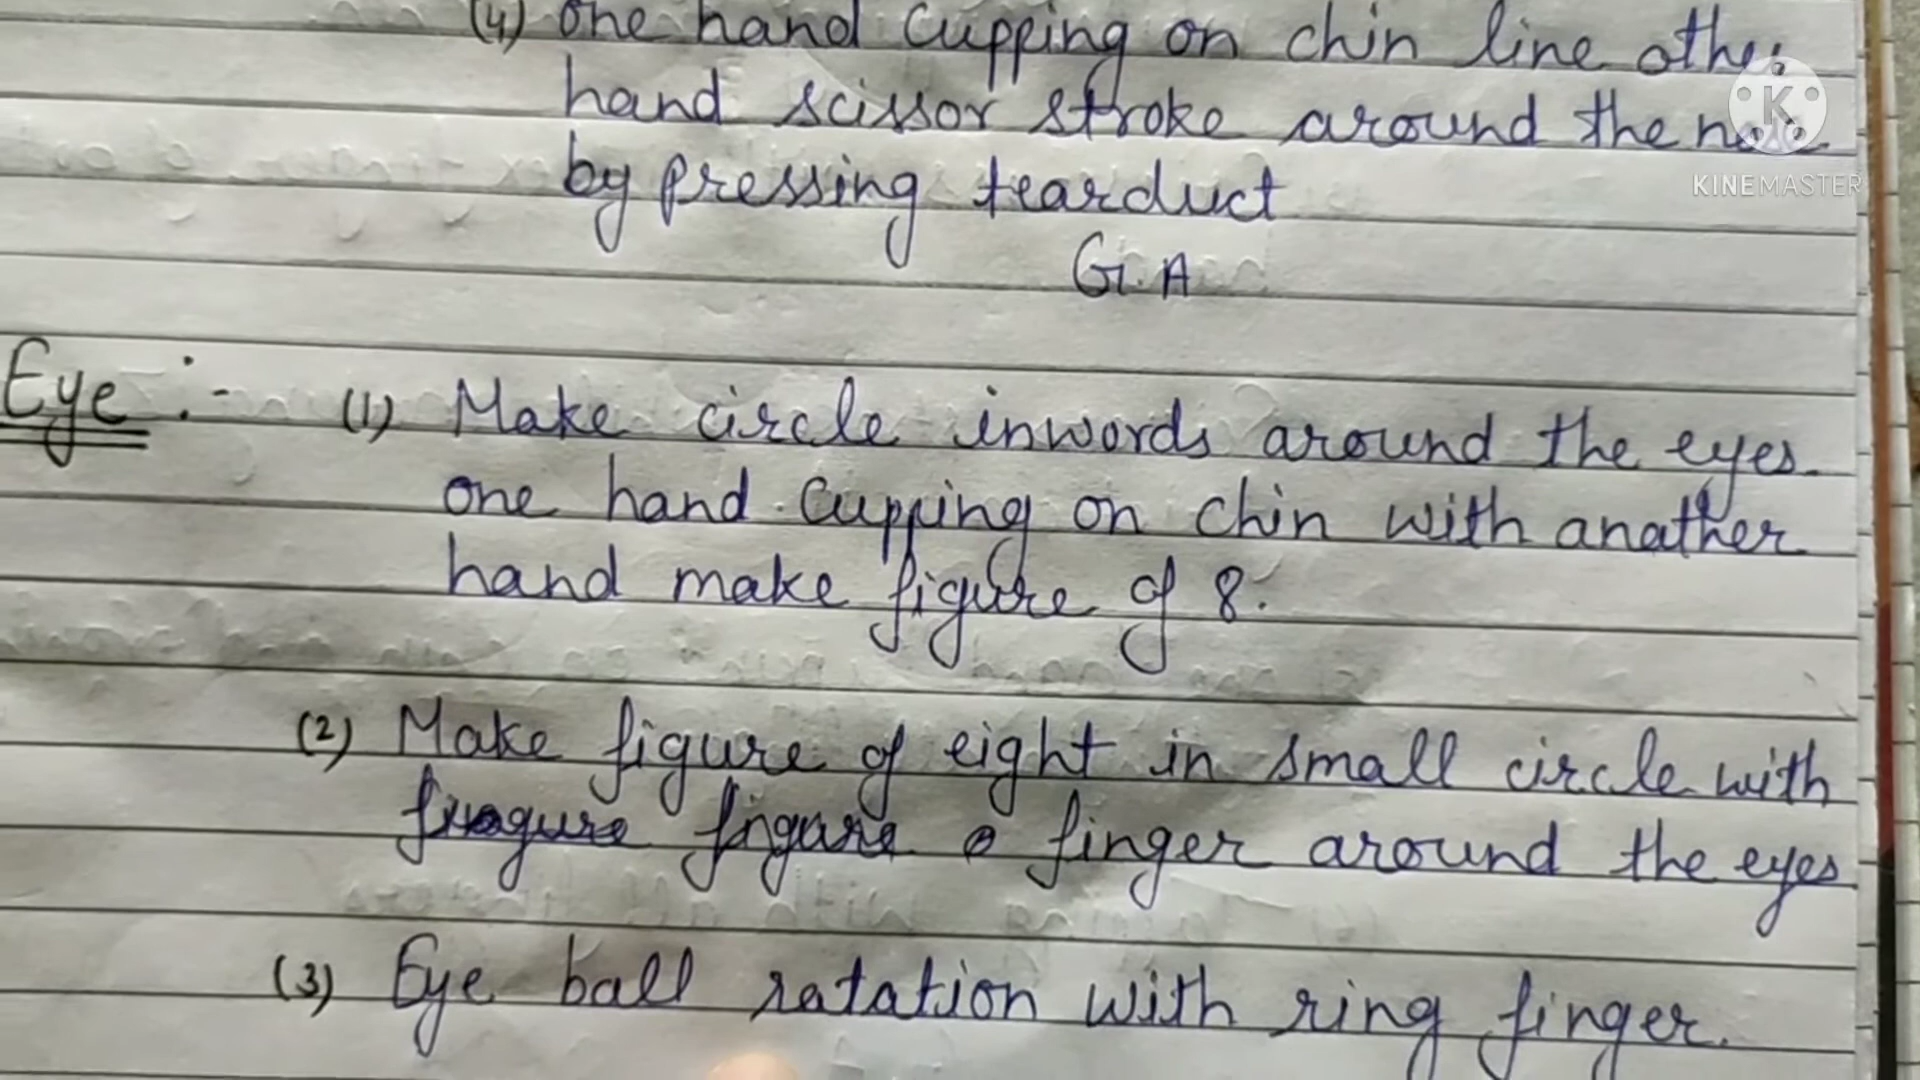 (4) One hand Cupping on chin line other
hand scissor stroke around the nose
by pressing tearduct
G.A
Eye :- (1) Make circle inwords around the eyes.
one hand Cupping on chin with anather
hand make figure of 8.
(2) Make figure of eight in small circle with
finger around the eyes
(3) Eye ball ratation with ring finger.
KINEMASTER